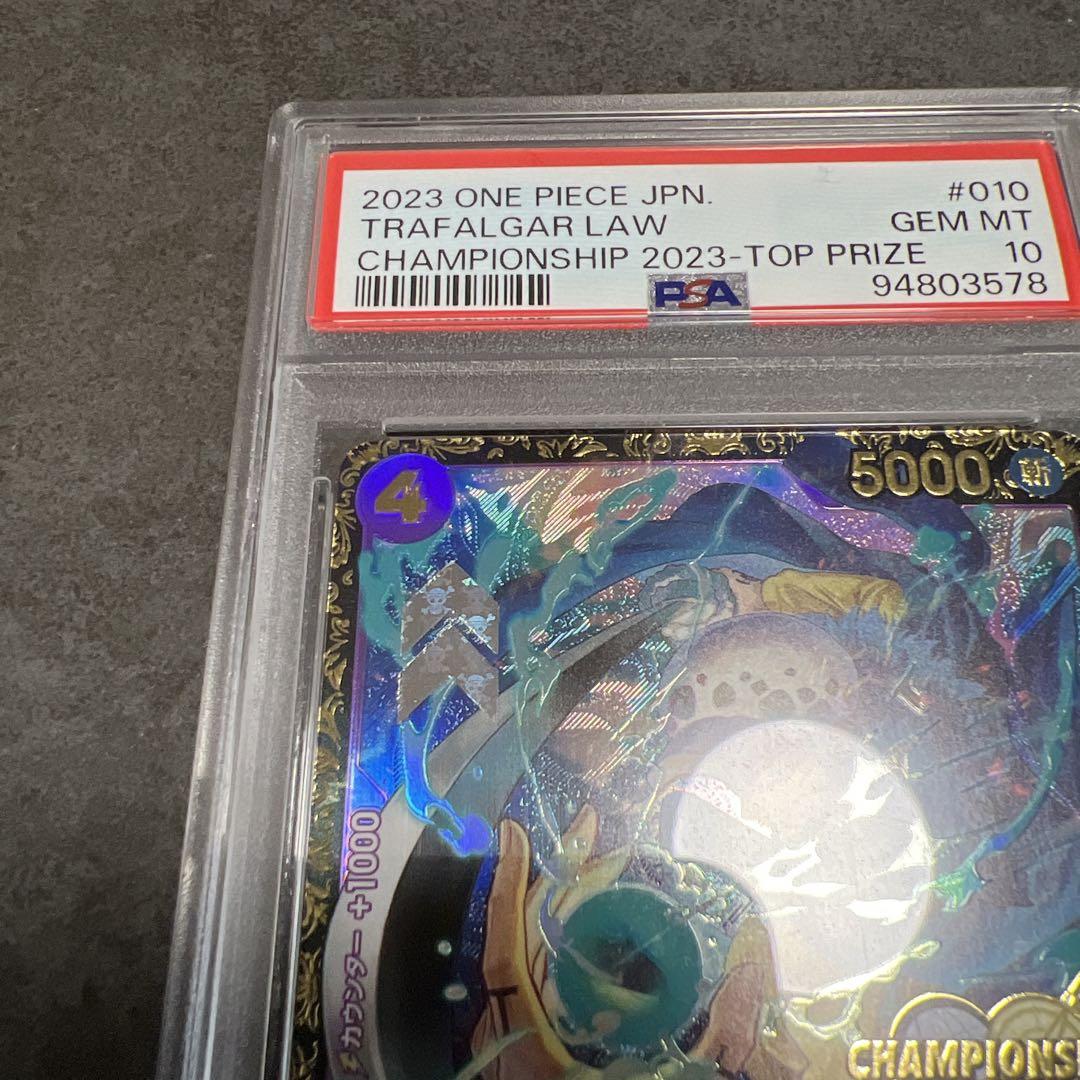 2023 ONE PIECE JPN. #010
TRAFALGAR LAW GEM MT
CHAMPIONSHIP 2023-TOP PRIZE 10
PSA 94803578
4 5000 斬
カウンター +1000
CHAMPIONS